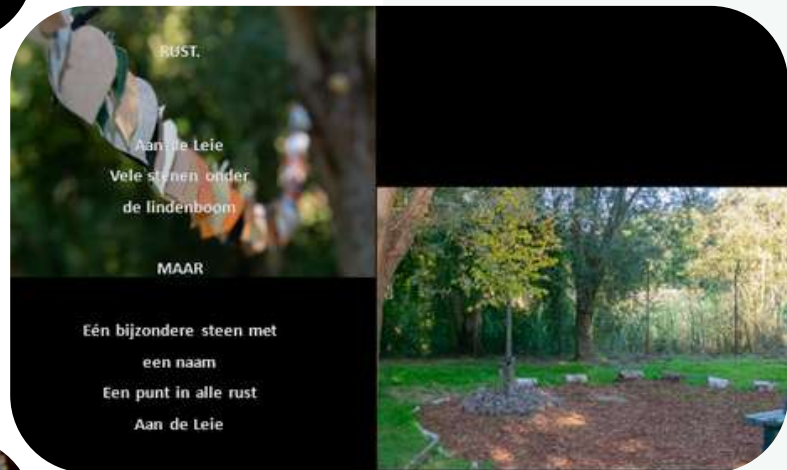 RUST.
Aan de Leie
Vele stenen onder
de lindenboom
MAAR
Eén bijzondere steen met
een naam
Een punt in alle rust
Aan de Leie